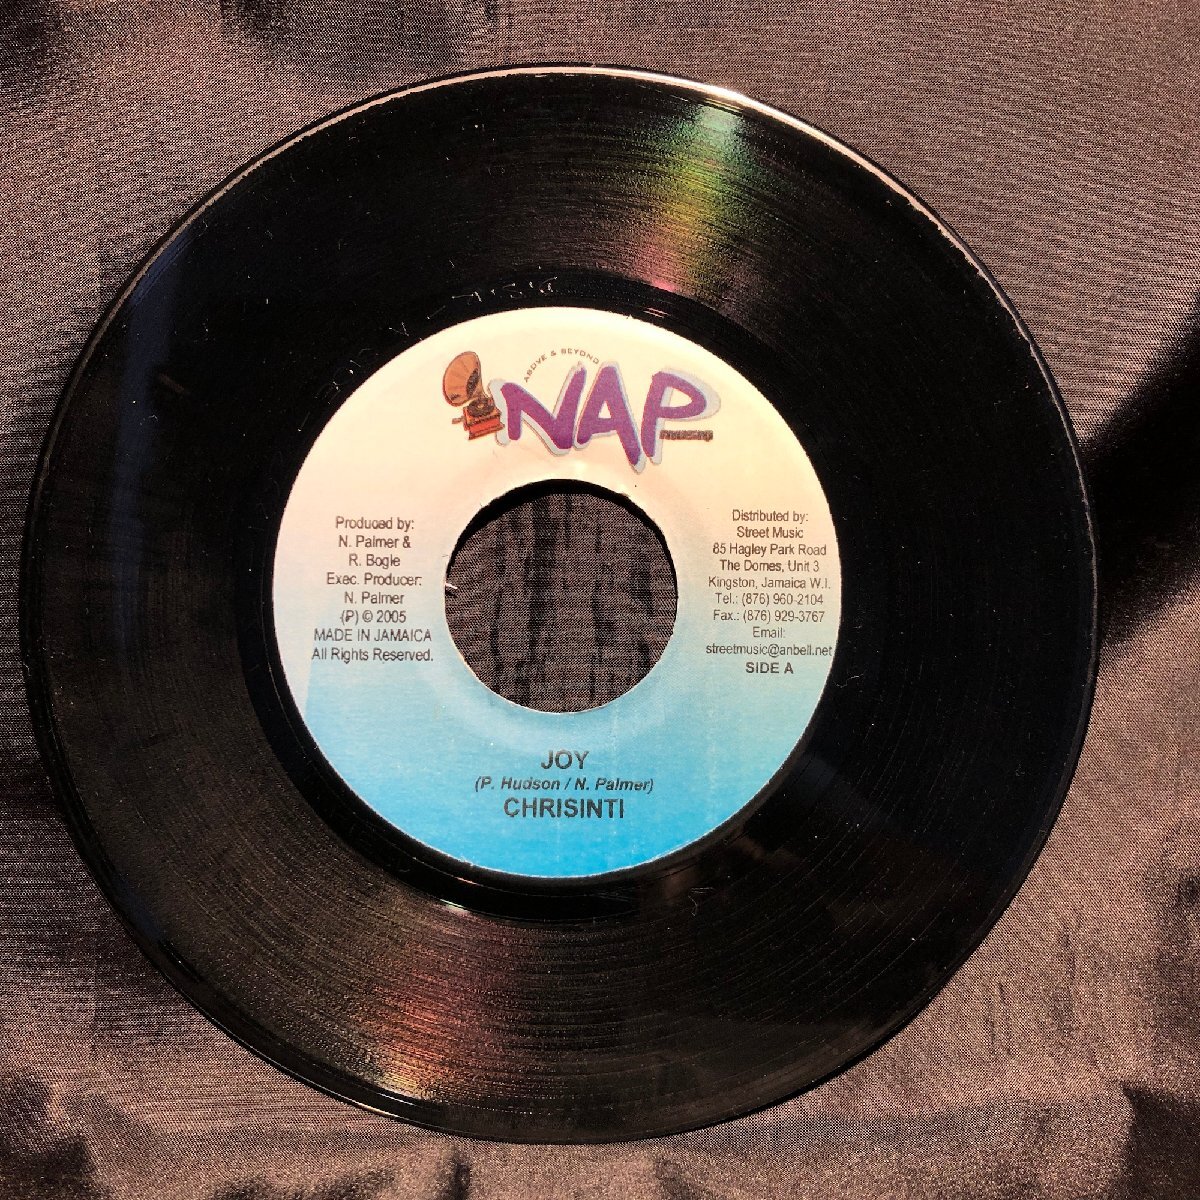 ABOVE & BEYOND
NAP
Produced by:
N. Palmer &
R. Bogle
Exec. Producer:
N. Palmer
(P) © 2005
MADE IN JAMAICA
All Rights Reserved.
Distributed by:
Street Music
85 Hagley Park Road
The Domes, Unit 3
Kingston, Jamaica W.I.
Tel.: (876) 960-2104
Fax.: (876) 929-3767
Email:
streetmusic@anbell.net
SIDE A
JOY
(P. Hudson / N. Palmer)
CHRISINTI